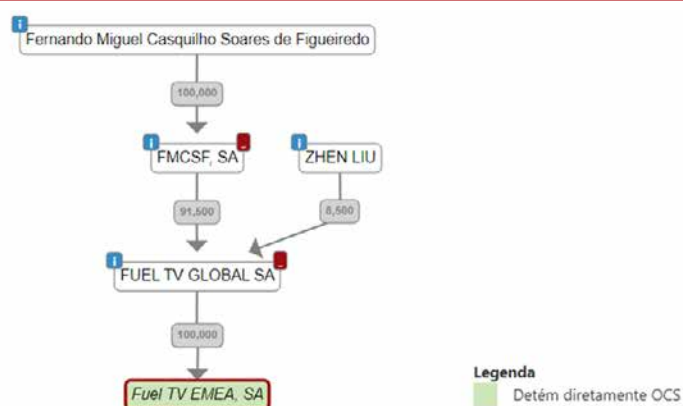 Fernando Miguel Casquilho Soares de Figueiredo
100,000
FMCSF, SA
ZHEN LIU
91,500
8,500
FUEL TV GLOBAL SA
100,000
Fuel TV EMEA, SA
Legenda
Detém diretamente OCS